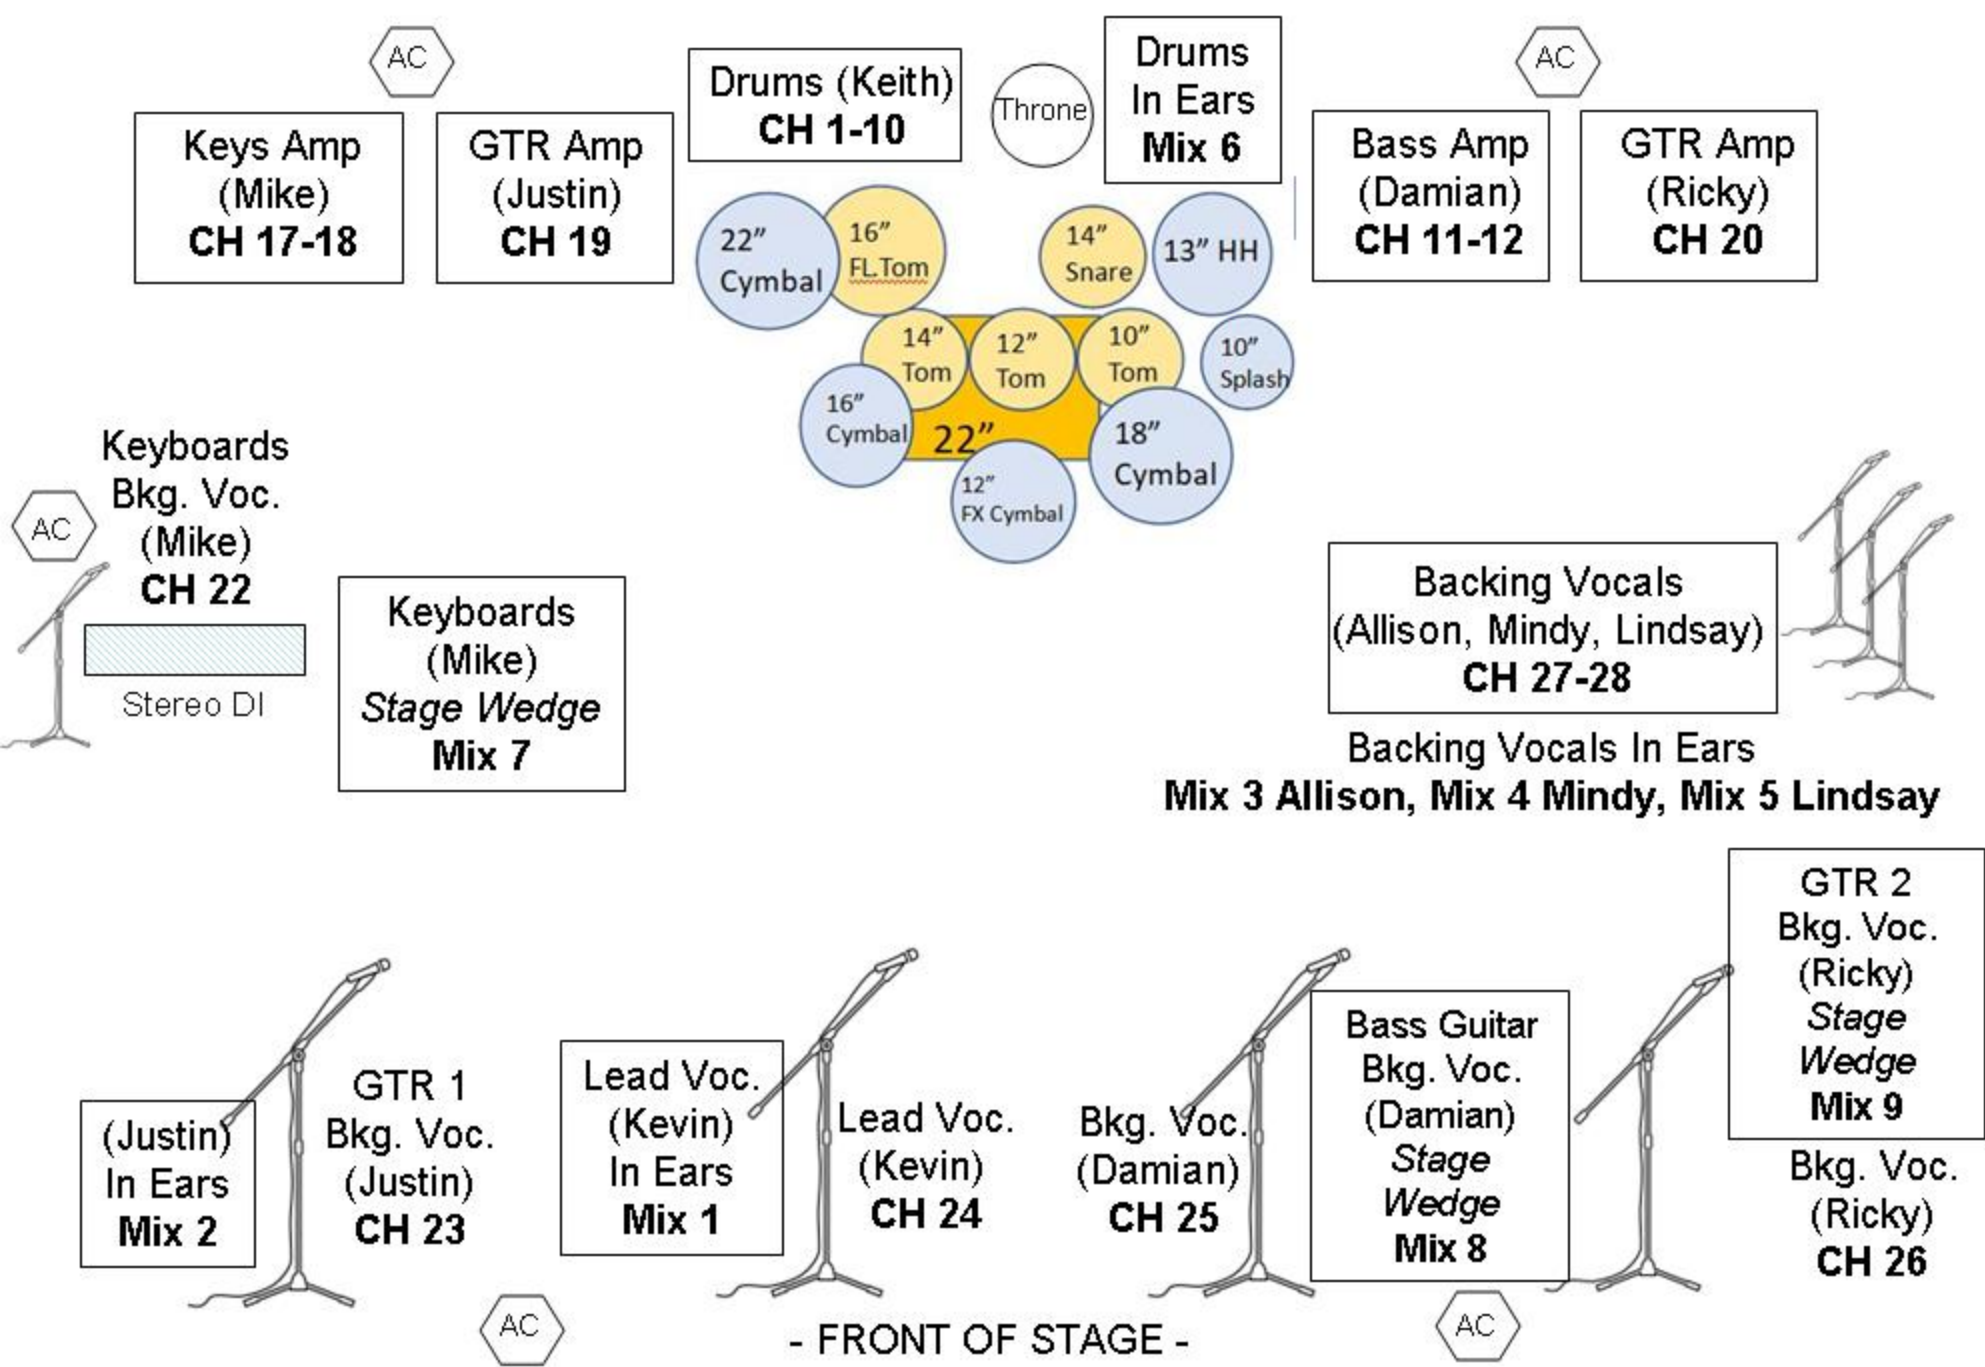 AC
Keys Amp
(Mike)
CH 17-18
GTR Amp
(Justin)
CH 19
Drums (Keith)
CH 1-10
Throne
Drums
In Ears
Mix 6
AC
Bass Amp
(Damian)
CH 11-12
GTR Amp
(Ricky)
CH 20
22”
Cymbal
16”
FL.Tom
14”
Snare
13” HH
14”
Tom
12”
Tom
10”
Tom
10”
Splash
16”
Cymbal
22”
18”
Cymbal
12”
FX Cymbal
AC
Keyboards
Bkg. Voc.
(Mike)
CH 22
Stereo DI
Keyboards
(Mike)
Stage Wedge
Mix 7
Backing Vocals
(Allison, Mindy, Lindsay)
CH 27-28
Backing Vocals In Ears
Mix 3 Allison, Mix 4 Mindy, Mix 5 Lindsay
(Justin)
In Ears
Mix 2
GTR 1
Bkg. Voc.
(Justin)
CH 23
Lead Voc.
(Kevin)
In Ears
Mix 1
Lead Voc.
(Kevin)
CH 24
Bkg. Voc.
(Damian)
CH 25
Bass Guitar
Bkg. Voc.
(Damian)
Stage
Wedge
Mix 8
GTR 2
Bkg. Voc.
(Ricky)
Stage
Wedge
Mix 9
Bkg. Voc.
(Ricky)
CH 26
AC
- FRONT OF STAGE -
AC